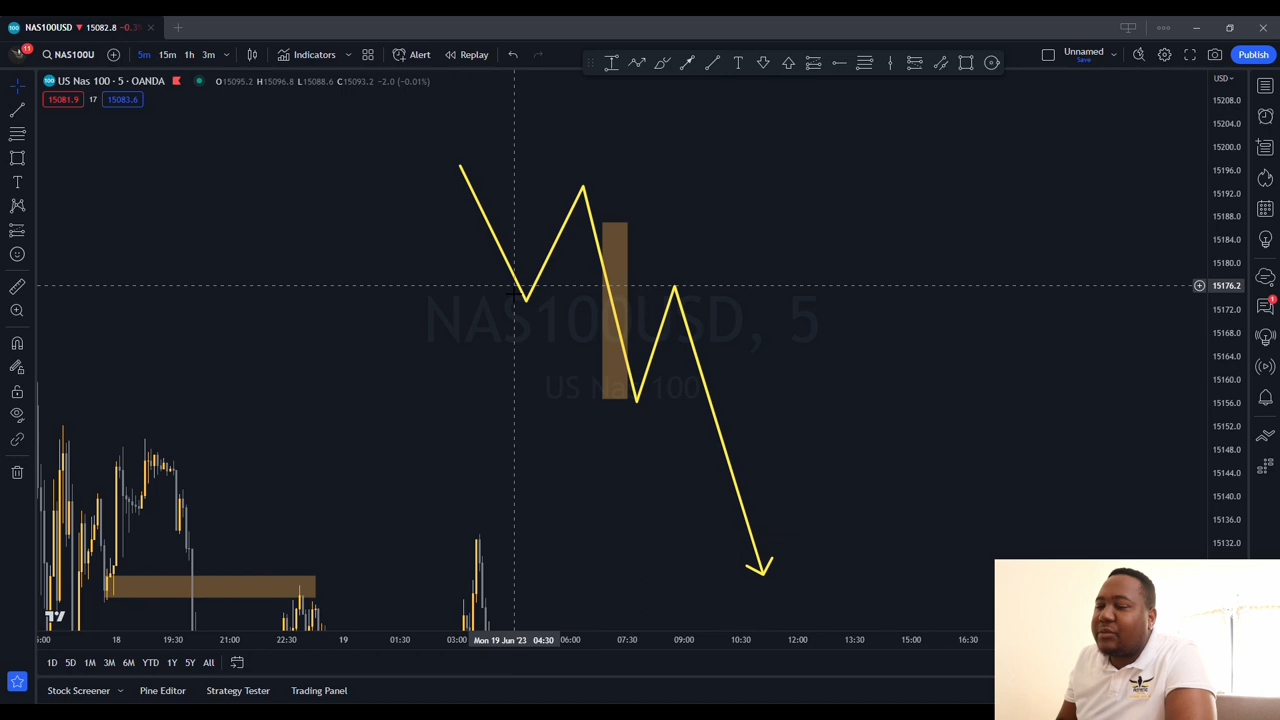 NAS100USD ▼ 15082.8 −0.3%
11 NAS100U 5m 15m 1h 3m Indicators Alert Replay Unnamed Save Publish
US Nas 100 · 5 · OANDA O15095.2 H15096.8 L15088.6 C15093.2 −2.0 (−0.01%) USD
15081.9 17 15083.6
15208.0
15204.0
15200.0
15196.0
15192.0
15188.0
15184.0
15180.0
15176.2
15172.0
15168.0
15164.0
15160.0
15156.0
15152.0
15148.0
15144.0
15140.0
15136.0
15132.0
1
NAS100USD, 5
US Nas 100
18 19:30 21:00 22:30 19 01:30 03:00 Mon 19 Jun '23 04:30 06:00 07:30 09:00 10:30 12:00 13:30 15:00 16:30
1D 5D 1M 3M 6M YTD 1Y 5Y All
Stock Screener Pine Editor Strategy Tester Trading Panel